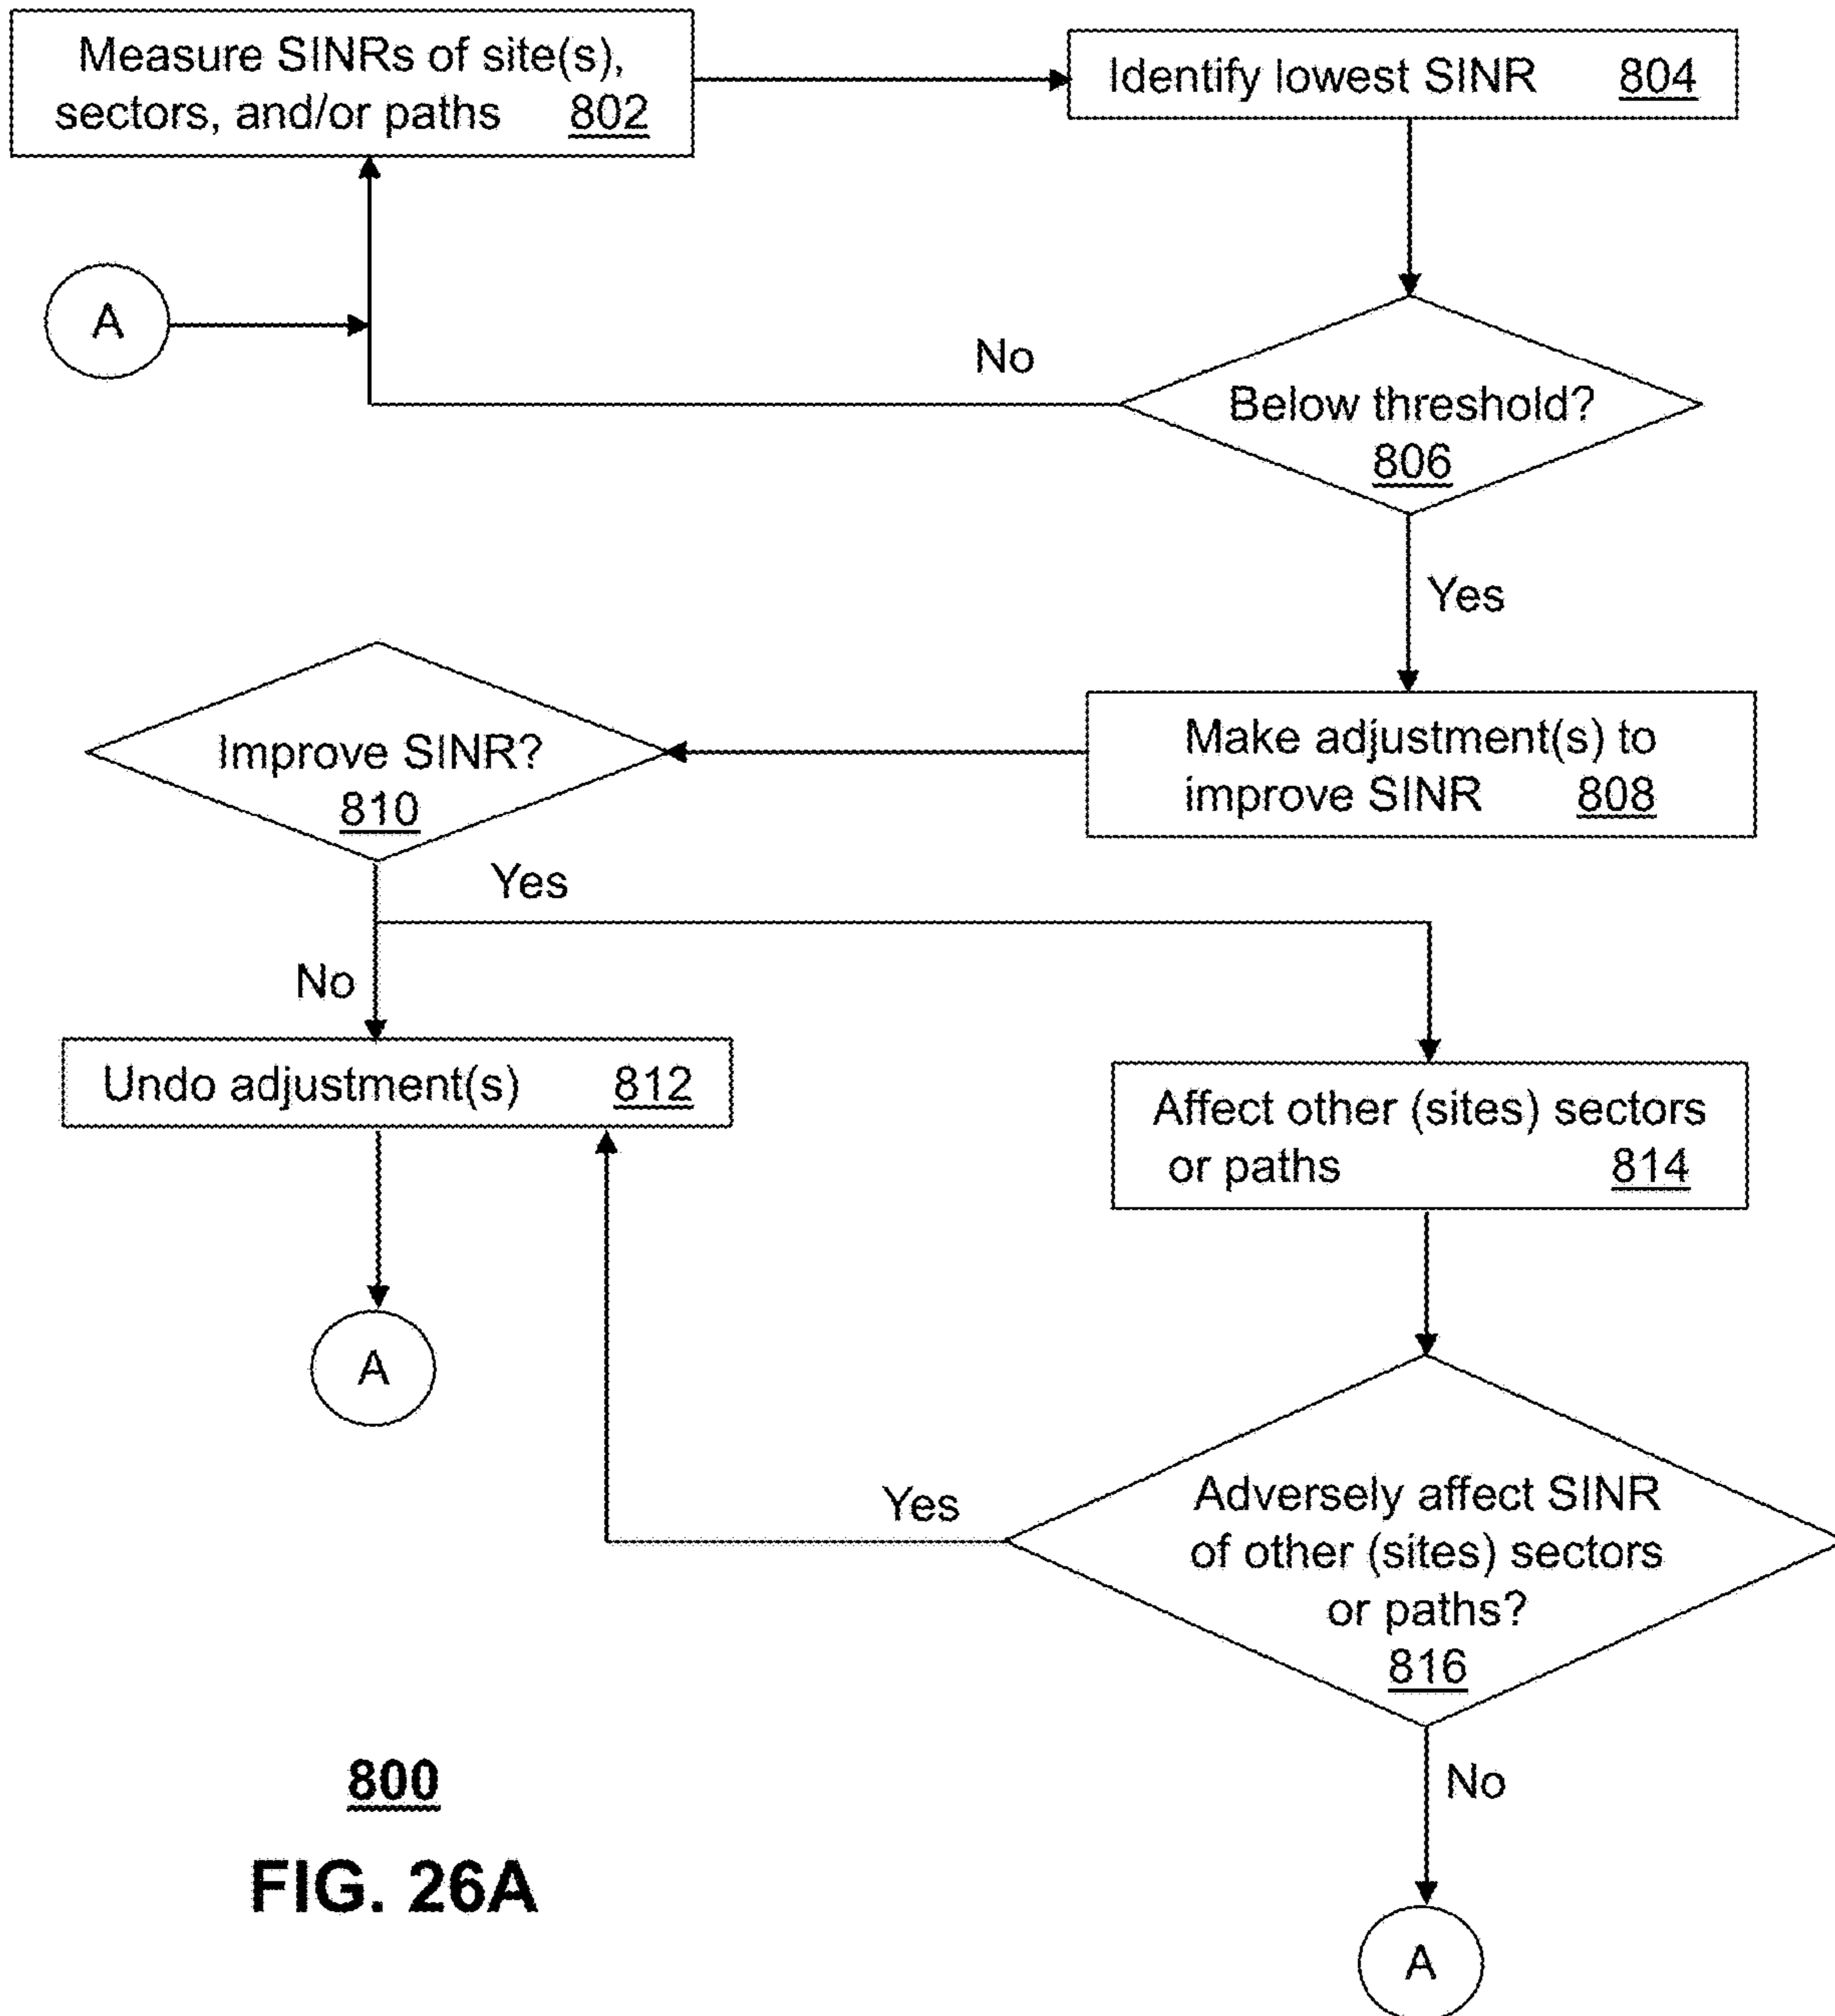 Measure SINRs of site(s),
sectors, and/or paths 802
Identify lowest SINR 804
A
No
Below threshold?
806
Yes
Improve SINR?
810
Make adjustment(s) to
improve SINR 808
Yes
No
Undo adjustment(s) 812
Affect other (sites) sectors
or paths 814
A
Yes
Adversely affect SINR
of other (sites) sectors
or paths?
816
No
800
FIG. 26A
A